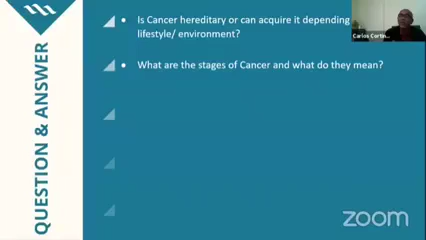 QUESTION & ANSWER
• Is Cancer hereditary or can acquire it depending
lifestyle/ environment?
• What are the stages of Cancer and what do they mean?
zoom